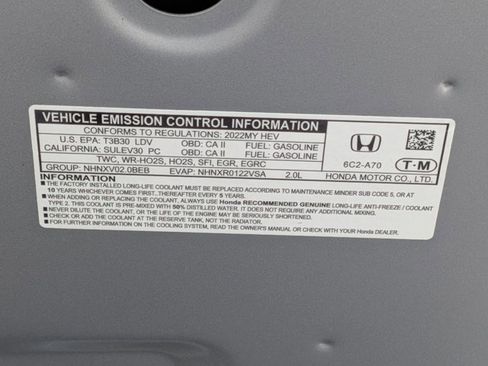 VEHICLE EMISSION CONTROL INFORMATION
CONFORMS TO REGULATIONS: 2022MY HEV
U.S. EPA: T3B30 LDV OBD: CA II FUEL: GASOLINE
CALIFORNIA: SULEV30 PC OBD: CA II FUEL: GASOLINE
TWC, WR-HO2S, HO2S, SFI, EGR, EGRC
GROUP: NHNXV02.0BEB EVAP: NHNXR0122VSA 2.0L
6C2-A70
T-M
HONDA MOTOR CO., LTD.
INFORMATION
■ THE FACTORY INSTALLED LONG-LIFE COOLANT MUST BE REPLACED ACCORDING TO MAINTENANCE MINDER SUB CODE 5, OR AT
10 YEARS WHICHEVER COMES FIRST. THEREAFTER REPLACE EVERY 5 YEARS.
■ WHEN ADDING OR REPLACING THE COOLANT, ALWAYS USE Honda RECOMMENDED GENUINE LONG-LIFE ANTI-FREEZE / COOLANT
TYPE 2. THIS COOLANT IS PRE-MIXED WITH 50% DISTILLED WATER. IT DOES NOT REQUIRE ANY ADDITIONAL MIXING.
■ NEVER DILUTE THE COOLANT, OR THE LIFE OF THE ENGINE MAY BE SERIOUSLY SHORTENED.
■ CHECK OR ADD THE COOLANT AT THE RESERVE TANK, NOT THE RADIATOR.
■ FOR FURTHER INFORMATION ON THE COOLING SYSTEM, READ THE OWNER'S MANUAL OR CHECK WITH YOUR Honda DEALER.